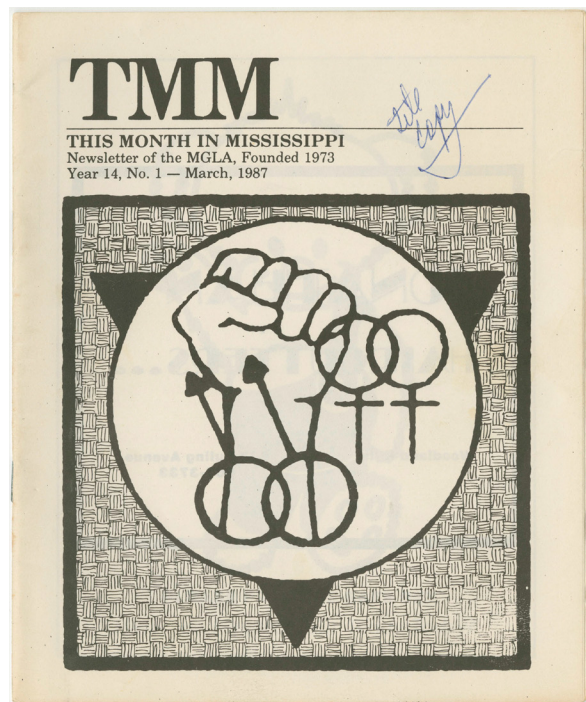 TMM
file
copy
THIS MONTH IN MISSISSIPPI
Newsletter of the MGLA, Founded 1973
Year 14, No. 1 — March, 1987